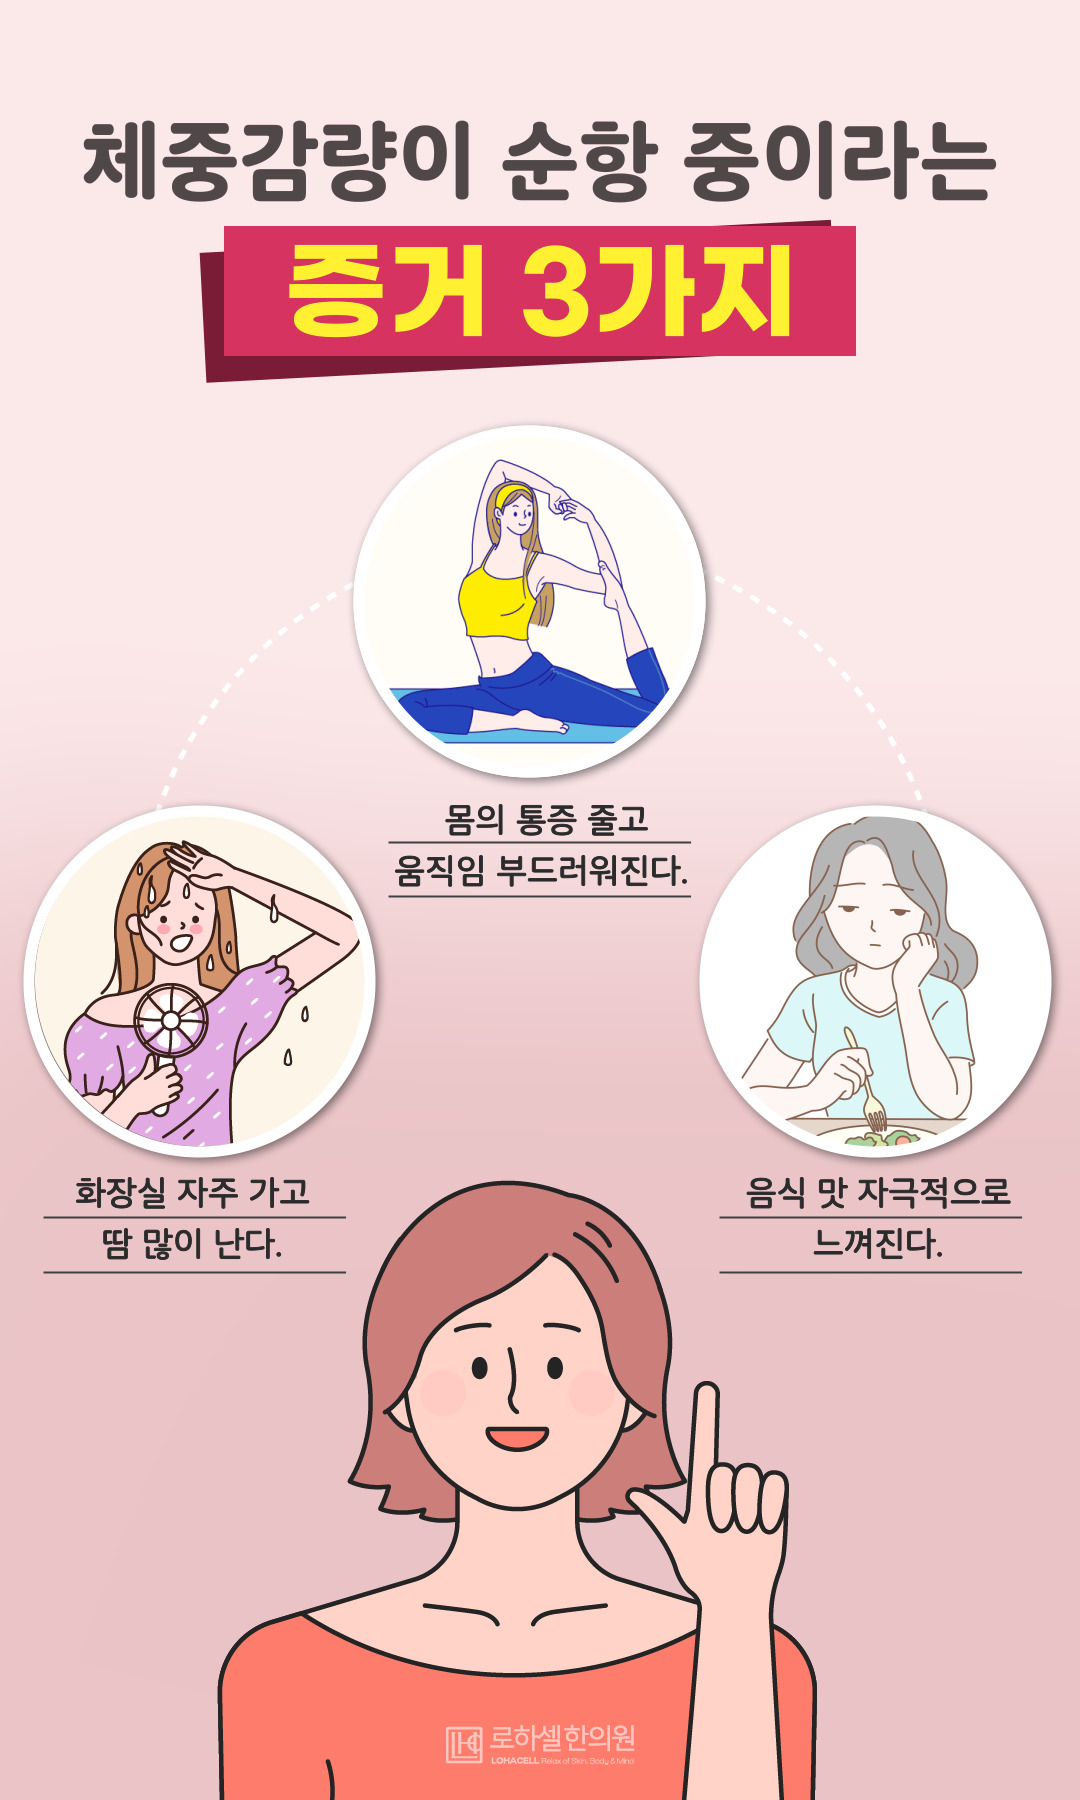 체중감량이 순항 중이라는
증거 3가지
몸의 통증 줄고
움직임 부드러워진다.
화장실 자주 가고
땀 많이 난다.
음식 맛 자극적으로
느껴진다.
로하셀한의원
LOHACELL Relax of Skin, Body & Mind